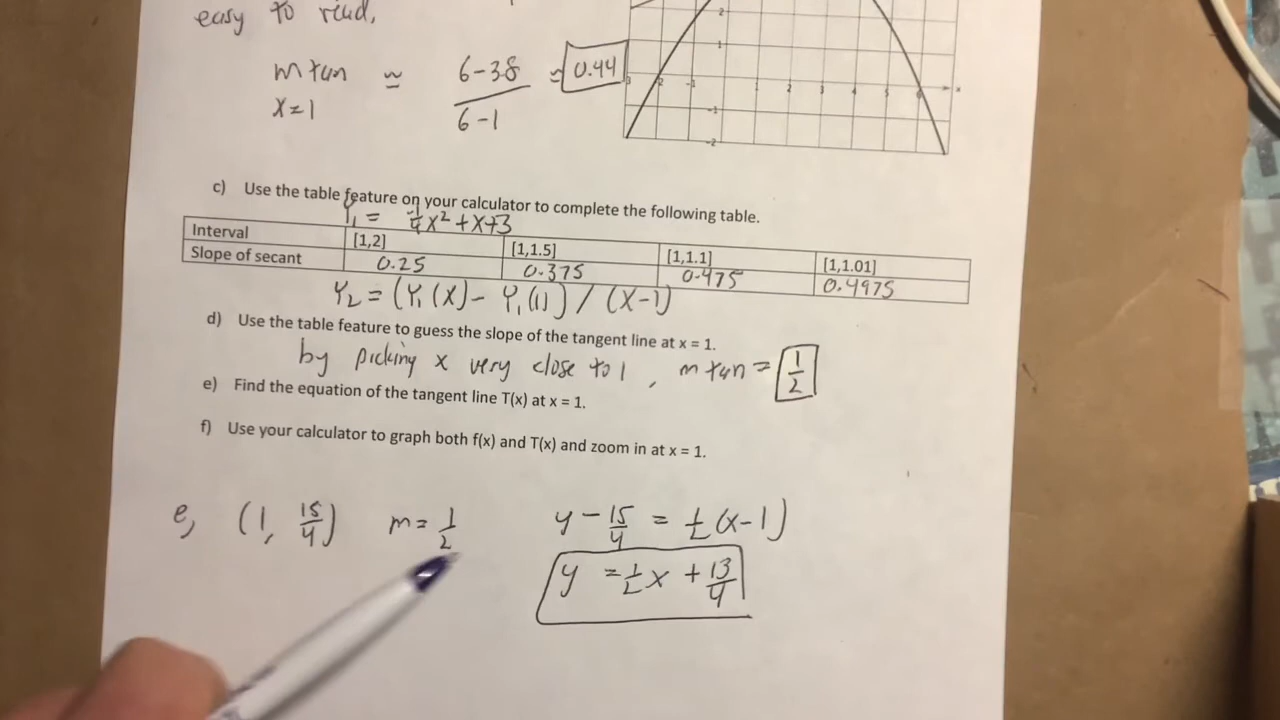 easy to read.
m tan ≃ 6-3.8 / 6-1 ≃ 0.44
x=1
c) Use the table feature on your calculator to complete the following table.
Y₁ = -1/4x² + x+3
Interval [1,2] [1,1.5] [1,1.1] [1,1.01]
Slope of secant 0.25 0.375 0.475 0.4975
Y₂ = (Y₁(X) - Y₁(1)) / (X-1)
d) Use the table feature to guess the slope of the tangent line at x = 1.
by picking x very close to 1, m tan = 1/2
e) Find the equation of the tangent line T(x) at x = 1.
f) Use your calculator to graph both f(x) and T(x) and zoom in at x = 1.
e, (1, 15/4) m = 1/2 y - 15/4 = 1/2 (x-1)
y = 1/2 x + 13/4